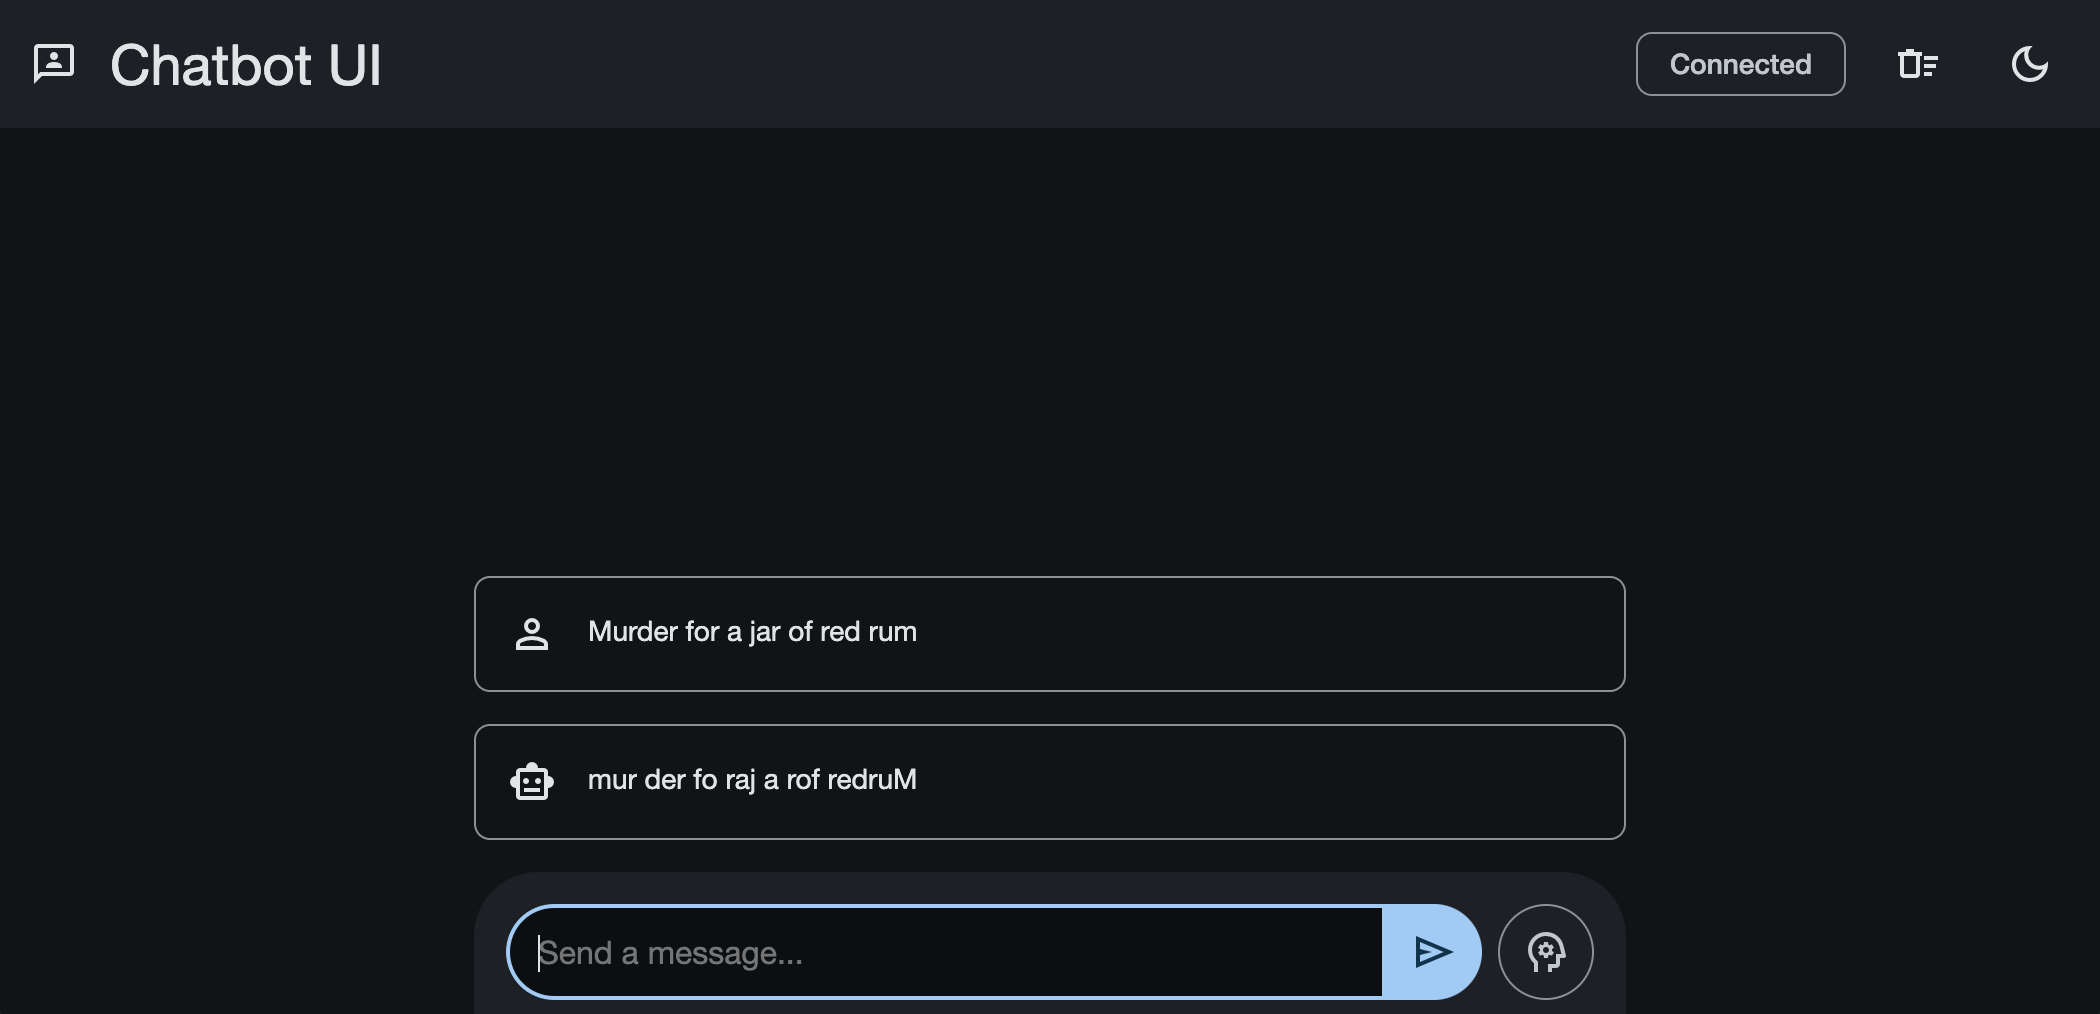 Chatbot UI
Connected
Murder for a jar of red rum
mur der fo raj a rof redruM
Send a message...